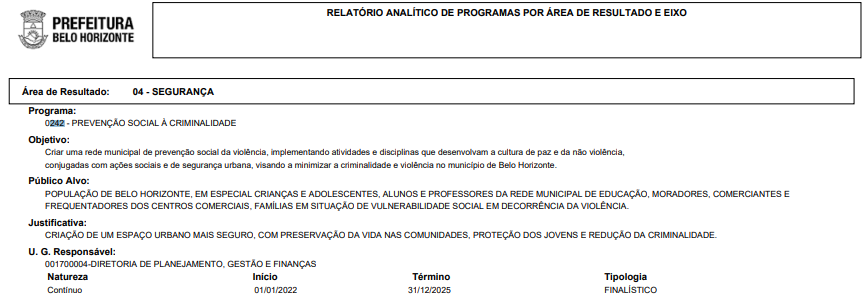 PREFEITURA
BELO HORIZONTE
RELATÓRIO ANALÍTICO DE PROGRAMAS POR ÁREA DE RESULTADO E EIXO
Área de Resultado: 04 - SEGURANÇA
Programa:
0242 - PREVENÇÃO SOCIAL À CRIMINALIDADE
Objetivo:
Criar uma rede municipal de prevenção social da violência, implementando atividades e disciplinas que desenvolvam a cultura de paz e da não violência,
conjugadas com ações sociais e de segurança urbana, visando a minimizar a criminalidade e violência no município de Belo Horizonte.
Público Alvo:
POPULAÇÃO DE BELO HORIZONTE, EM ESPECIAL CRIANÇAS E ADOLESCENTES, ALUNOS E PROFESSORES DA REDE MUNICIPAL DE EDUCAÇÃO, MORADORES, COMERCIANTES E
FREQUENTADORES DOS CENTROS COMERCIAIS, FAMÍLIAS EM SITUAÇÃO DE VULNERABILIDADE SOCIAL EM DECORRÊNCIA DA VIOLÊNCIA.
Justificativa:
CRIAÇÃO DE UM ESPAÇO URBANO MAIS SEGURO, COM PRESERVAÇÃO DA VIDA NAS COMUNIDADES, PROTEÇÃO DOS JOVENS E REDUÇÃO DA CRIMINALIDADE.
U. G. Responsável:
001700004-DIRETORIA DE PLANEJAMENTO, GESTÃO E FINANÇAS
Natureza Início Término Tipologia
Contínuo 01/01/2022 31/12/2025 FINALÍSTICO